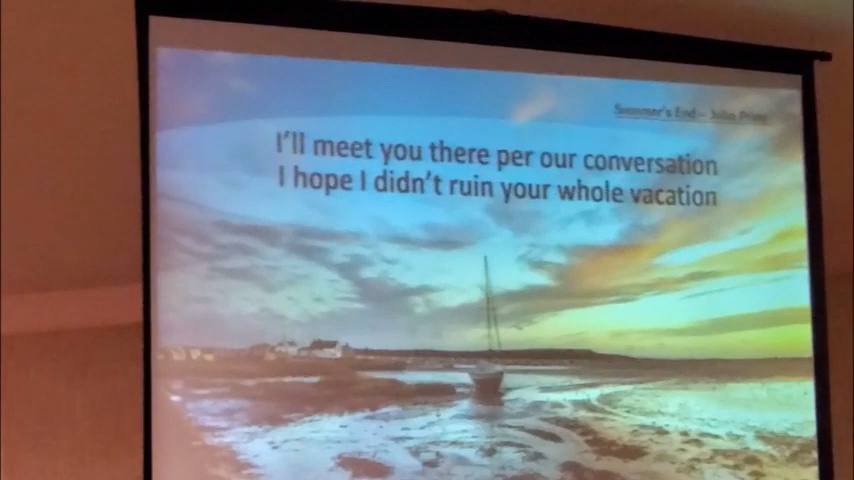 Summer's End – John Prine
I'll meet you there per our conversation
I hope I didn't ruin your whole vacation